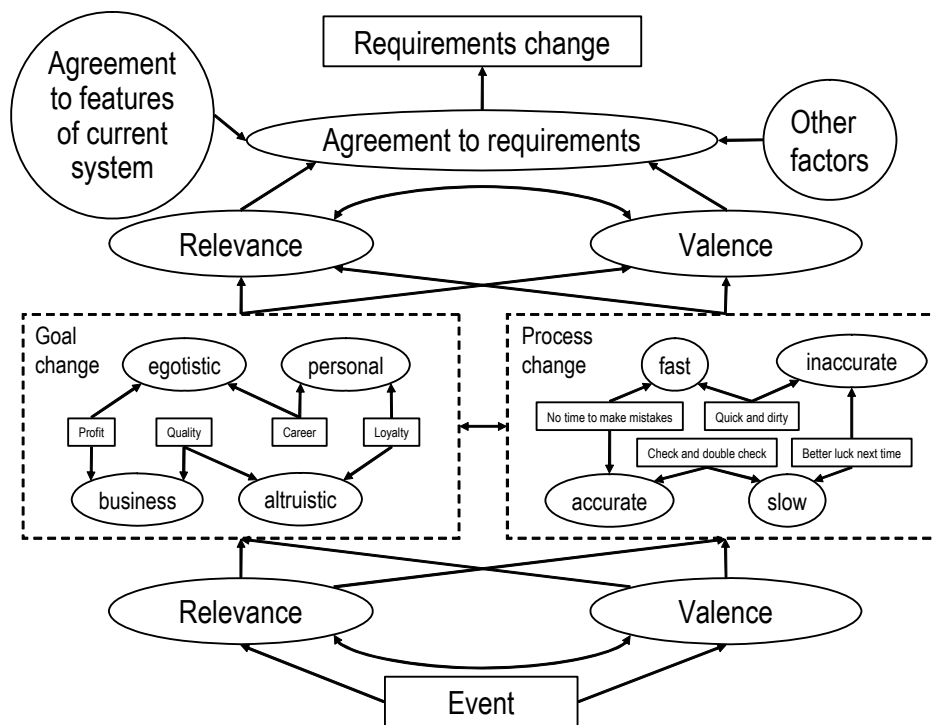 Requirements change
Agreement
to features
of current
system
Agreement to requirements
Other
factors
Relevance
Valence
Goal
change
egotistic
personal
Profit
Quality
Career
Loyalty
business
altruistic
Process
change
fast
inaccurate
No time to make mistakes
Quick and dirty
Check and double check
Better luck next time
accurate
slow
Relevance
Valence
Event